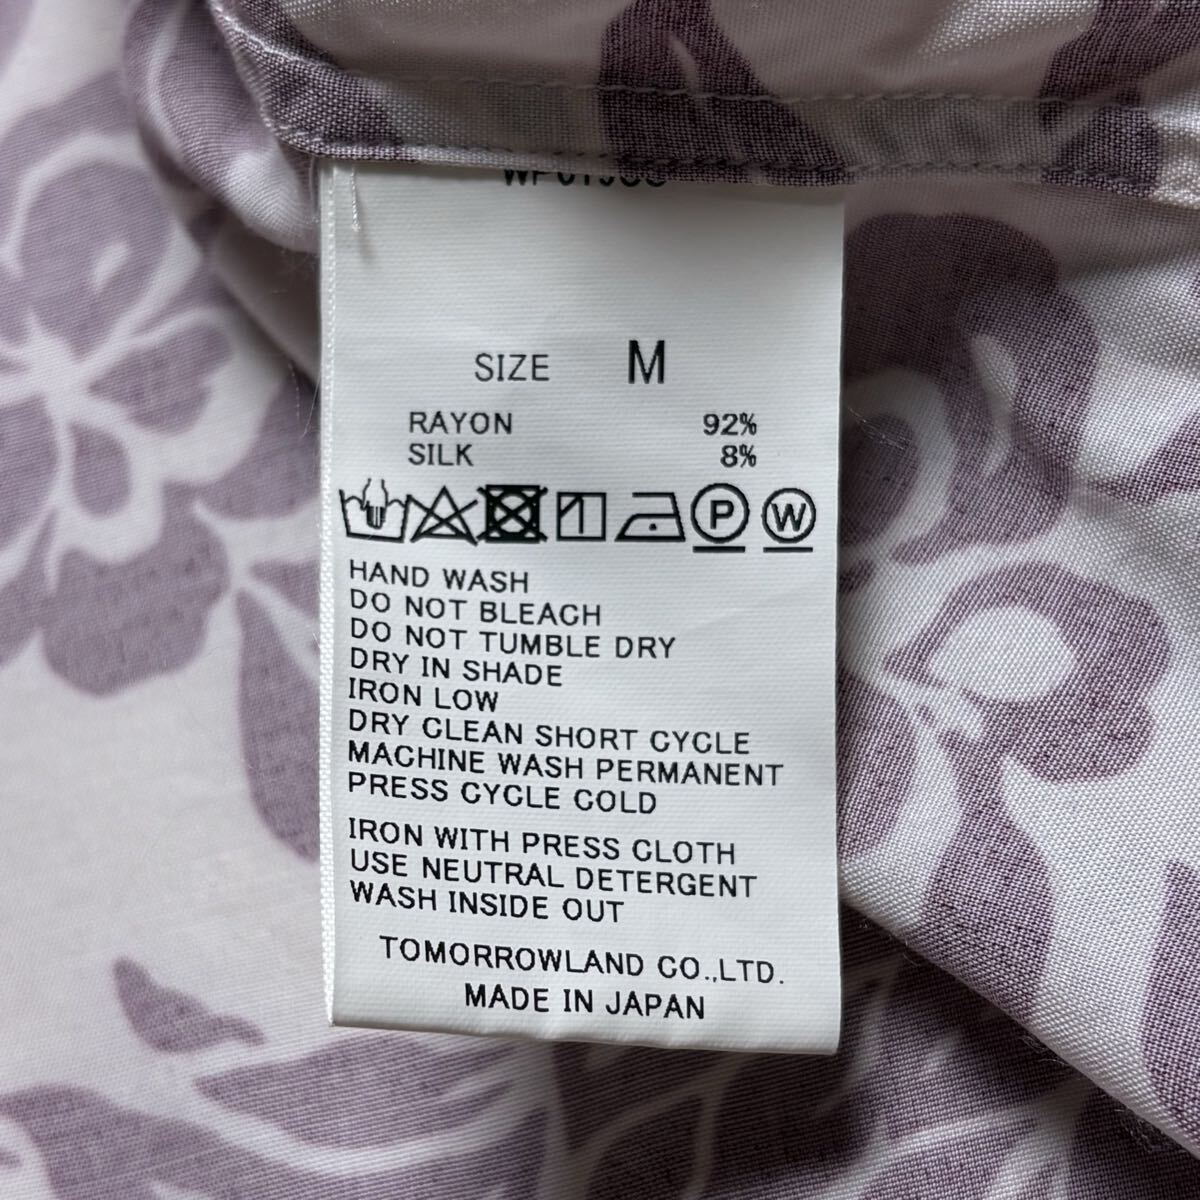 SIZE M
RAYON 92%
SILK 8%
P W
HAND WASH
DO NOT BLEACH
DO NOT TUMBLE DRY
DRY IN SHADE
IRON LOW
DRY CLEAN SHORT CYCLE
MACHINE WASH PERMANENT
PRESS CYCLE COLD
IRON WITH PRESS CLOTH
USE NEUTRAL DETERGENT
WASH INSIDE OUT
TOMORROWLAND CO.,LTD.
MADE IN JAPAN